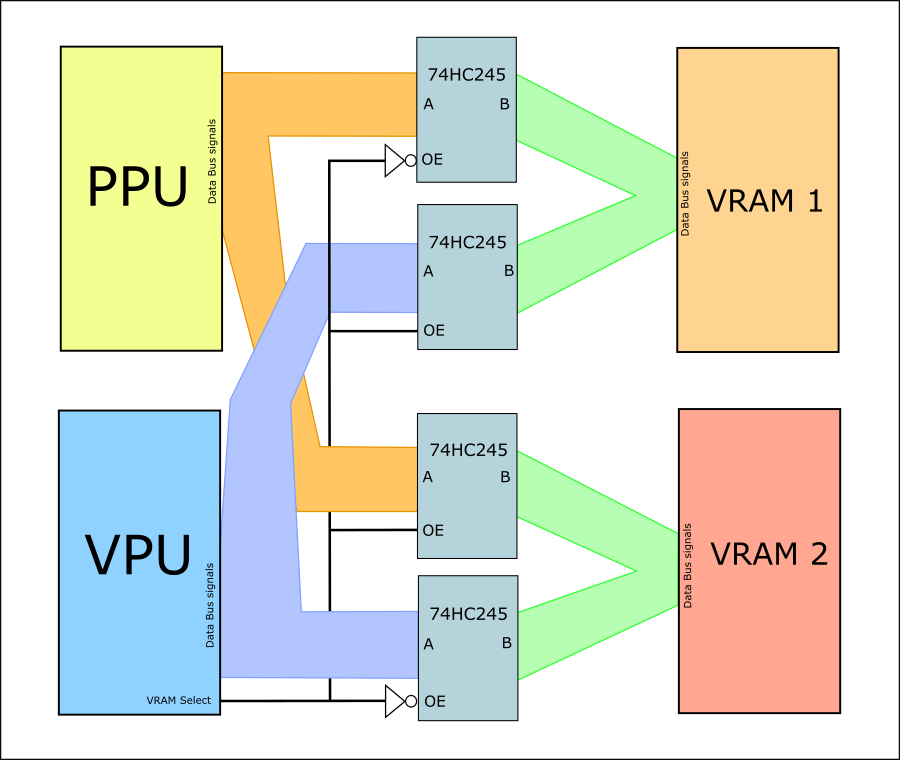 PPU
Data Bus signals
74HC245
A
B
OE
74HC245
A
B
OE
Data Bus signals
VRAM 1
VPU
Data Bus signals
VRAM Select
74HC245
A
B
OE
74HC245
A
B
OE
Data Bus signals
VRAM 2